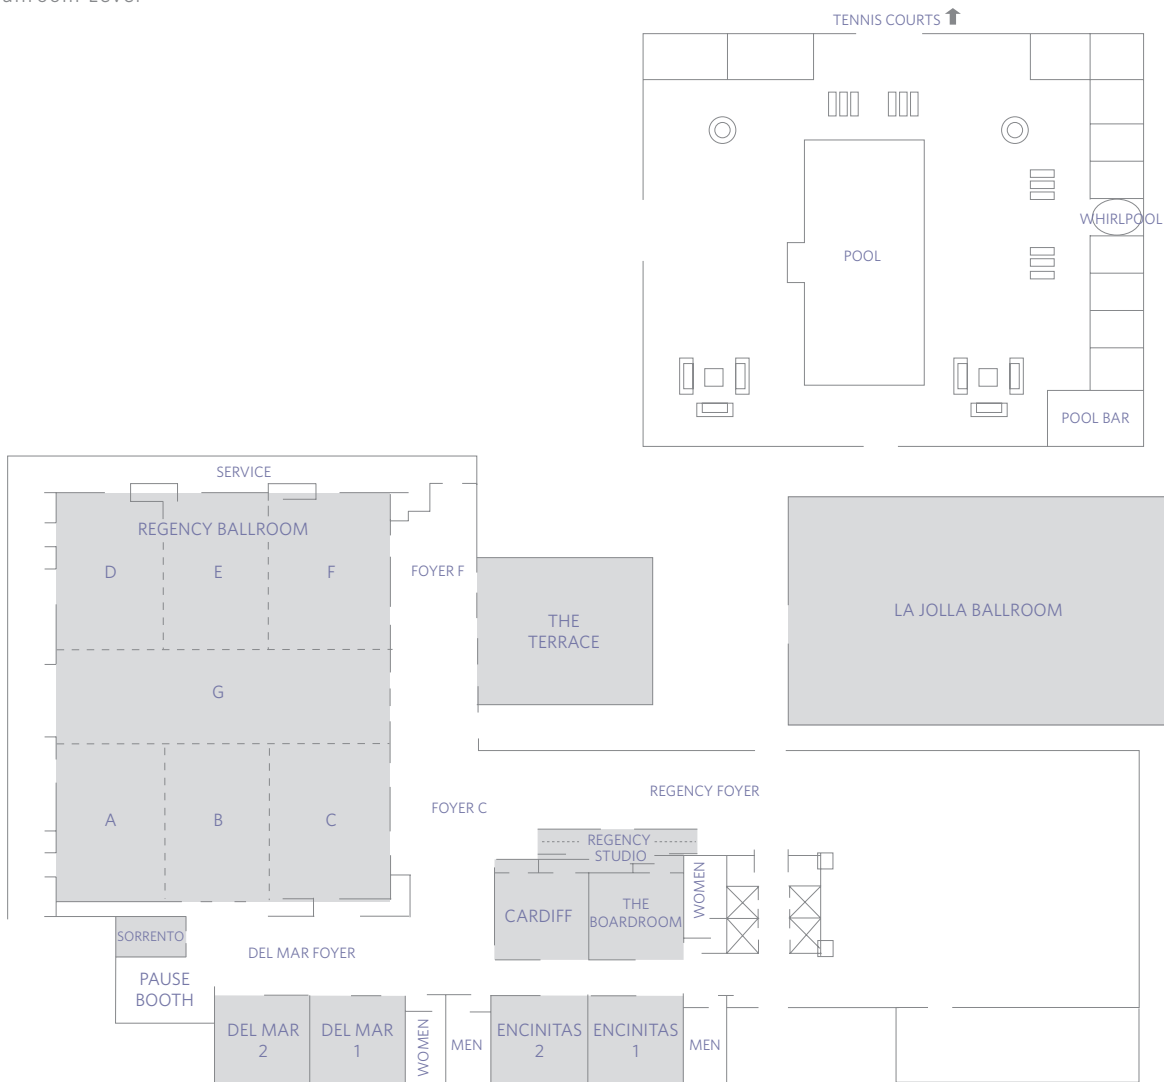 TENNIS COURTS
WHIRLPOOL
POOL
POOL BAR
SERVICE
REGENCY BALLROOM
D
E
F
FOYER F
THE
TERRACE
LA JOLLA BALLROOM
G
REGENCY FOYER
FOYER C
A
B
C
REGENCY
STUDIO
WOMEN
CARDIFF
THE
BOARDROOM
SORRENTO
DEL MAR FOYER
PAUSE
BOOTH
DEL MAR
2
DEL MAR
1
WOMEN
MEN
ENCINITAS
2
ENCINITAS
1
MEN